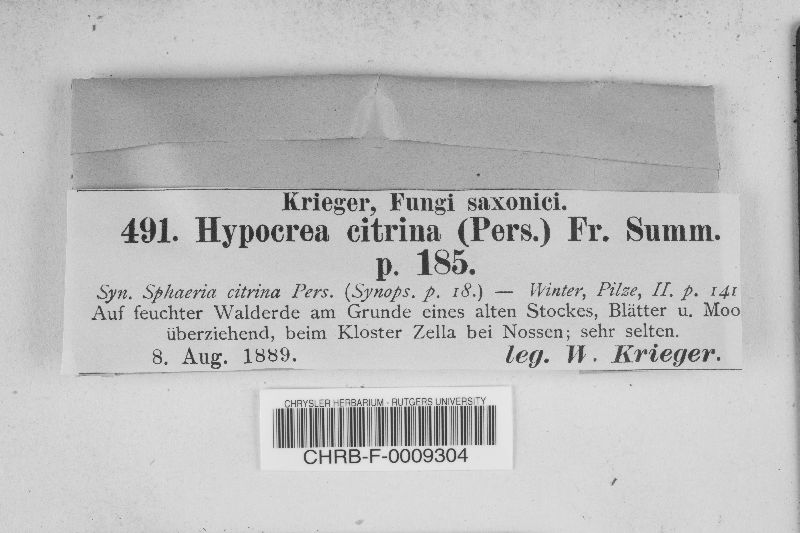 Krieger, Fungi saxonici.
491. Hypocrea citrina (Pers.) Fr. Summ.
p. 185.
Syn. Sphaeria citrina Pers. (Synops. p. 18.) — Winter, Pilze, II. p. 141
Auf feuchter Walderde am Grunde eines alten Stockes, Blätter u. Moo
überziehend, beim Kloster Zella bei Nossen; sehr selten.
8. Aug. 1889. leg. W. Krieger.
CHRYSLER HERBARIUM - RUTGERS UNIVERSITY
CHRB-F-0009304